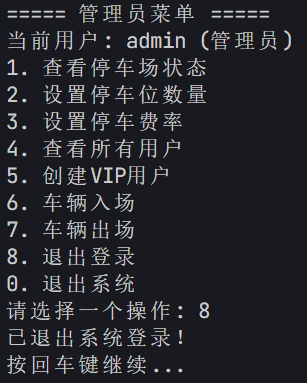 ===== 管理员菜单 =====
当前用户: admin (管理员)
1. 查看停车场状态
2. 设置停车位数量
3. 设置停车费率
4. 查看所有用户
5. 创建VIP用户
6. 车辆入场
7. 车辆出场
8. 退出登录
0. 退出系统
请选择一个操作: 8
已退出系统登录!
按回车键继续...